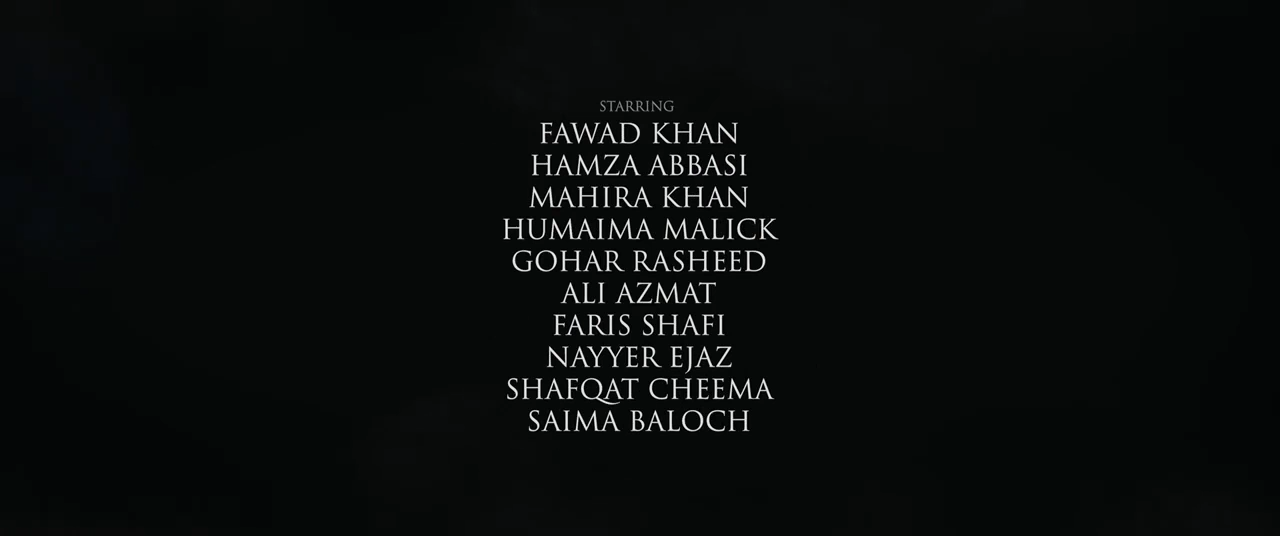 STARRING
FAWAD KHAN
HAMZA ABBASI
MAHIRA KHAN
HUMAIMA MALICK
GOHAR RASHEED
ALI AZMAT
FARIS SHAFI
NAYYER EJAZ
SHAFQAT CHEEMA
SAIMA BALOCH